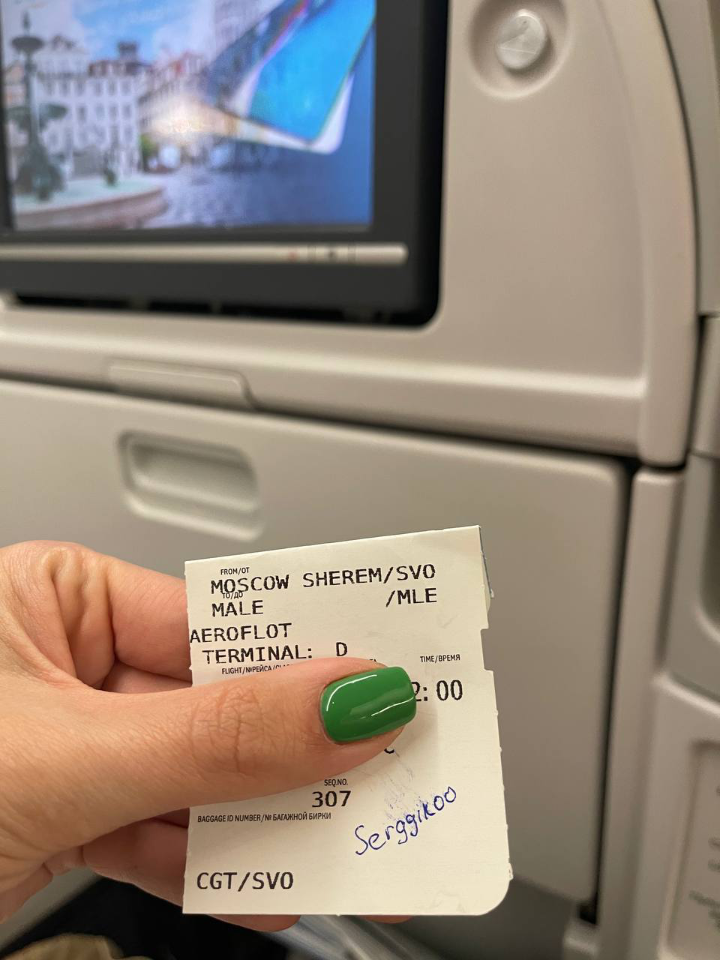 FROM/ОТ
MOSCOW SHEREM/SVO
TO/ДО
MALE /MLE
AEROFLOT
TERMINAL: D
TIME/ВРЕМЯ
2:00
SEQ.NO.
307
BAGGAGE ID NUMBER/№ БАГАЖНОЙ БИРКИ
Serggikoo
CGT/SVO